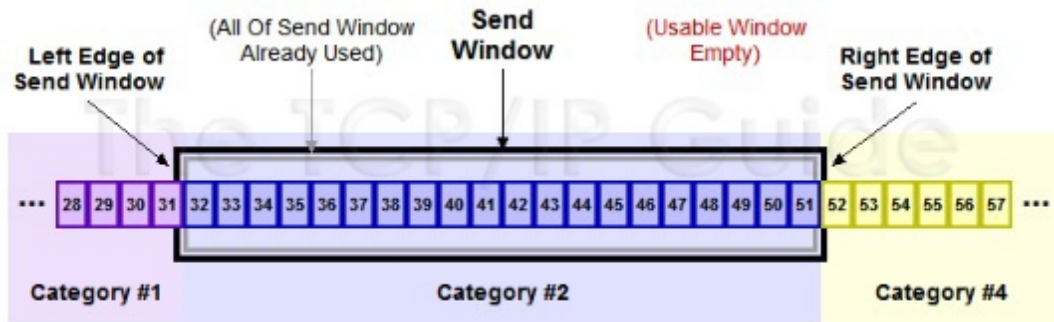 (All Of Send Window
Already Used)
Send
Window
(Usable Window
Empty)
Left Edge of
Send Window
Right Edge of
Send Window
The TCP/IP Guide
... 28 29 30 31 32 33 34 35 36 37 38 39 40 41 42 43 44 45 46 47 48 49 50 51 52 53 54 55 56 57 ...
Category #1
Category #2
Category #4